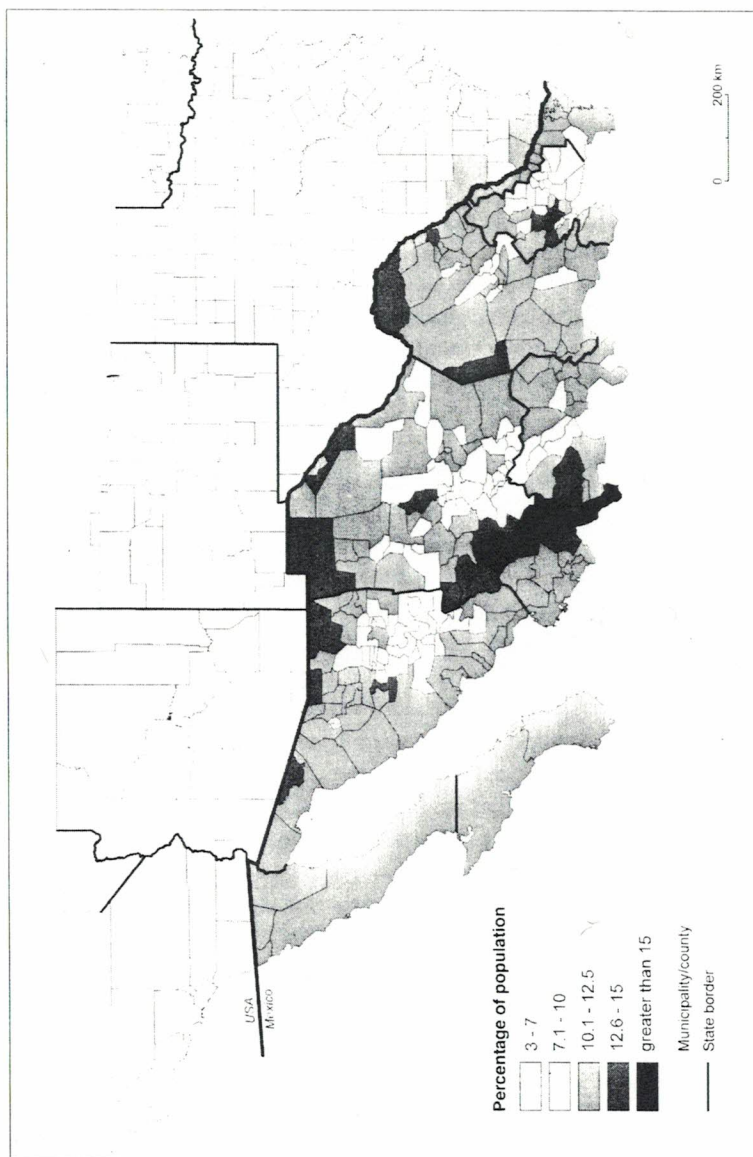 USA
Mexico
Percentage of population
3 - 7
7.1 - 10
10.1 - 12.5
12.6 - 15
greater than 15
Municipality/county
State border
0 200 km